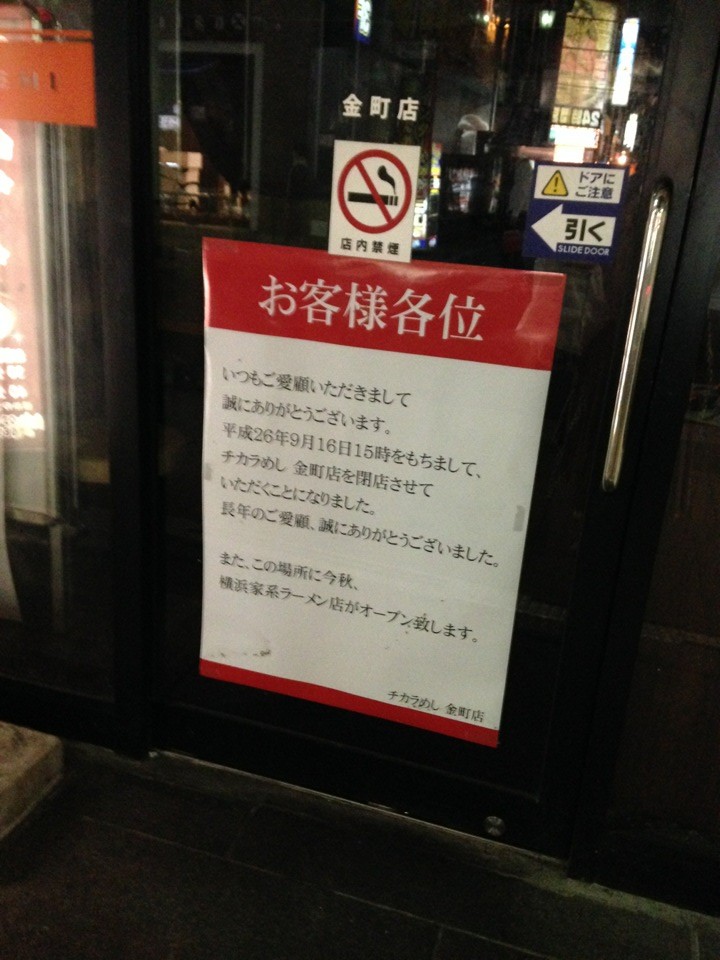 金町店
店内禁煙
ドアに
ご注意
引く
SLIDE DOOR
お客様各位
いつもご愛顧いただきまして
誠にありがとうございます。
平成26年9月16日15時をもちまして、
チカラめし 金町店を閉店させて
いただくことになりました。
長年のご愛顧、誠にありがとうございました。
また、この場所に今秋、
横浜家系ラーメン店がオープン致します。
チカラめし 金町店